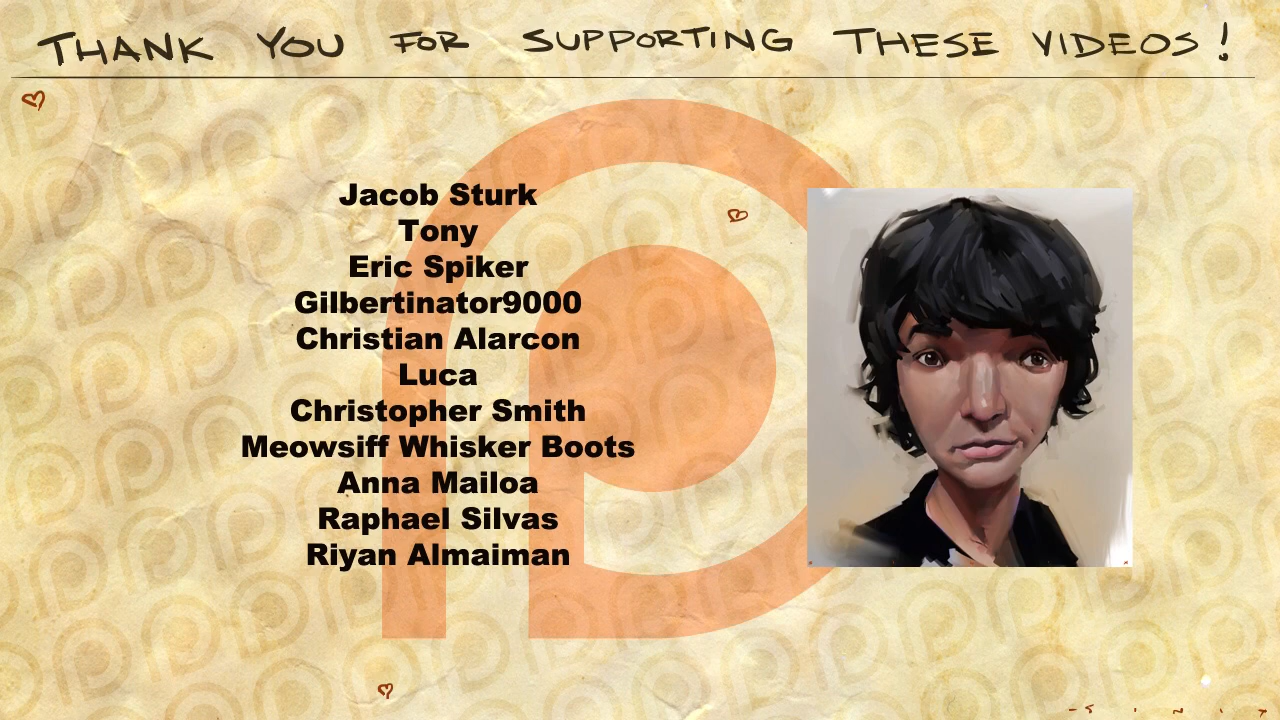 THANK YOU FOR SUPPORTING THESE VIDEOS!
Jacob Sturk
Tony
Eric Spiker
Gilbertinator9000
Christian Alarcon
Luca
Christopher Smith
Meowsiff Whisker Boots
Anna Mailoa
Raphael Silvas
Riyan Almaiman